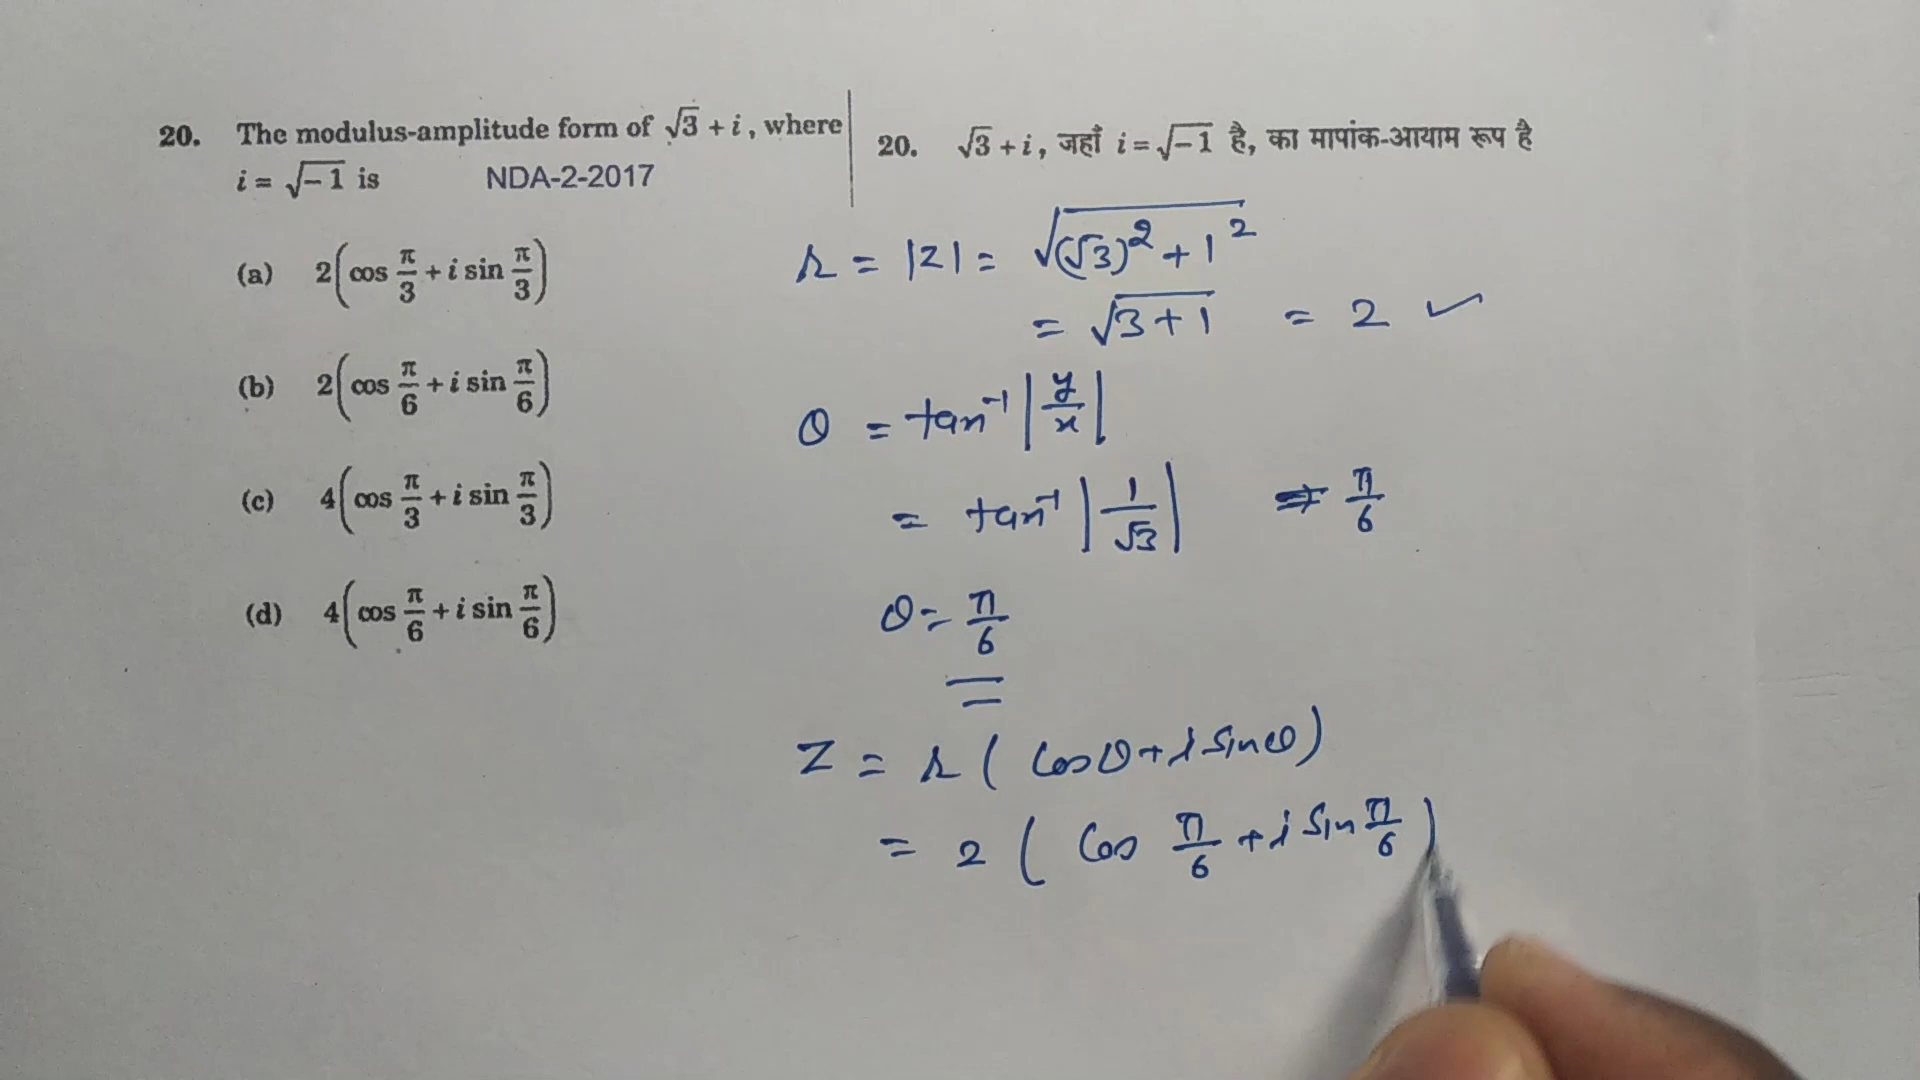 20. The modulus-amplitude form of √3 + i, where
i = √−1 is NDA-2-2017
(a) 2(cos π/3 + i sin π/3)
(b) 2(cos π/6 + i sin π/6)
(c) 4(cos π/3 + i sin π/3)
(d) 4(cos π/6 + i sin π/6)
20. √3 + i, जहाँ i = √−1 है, का मापांक-आयाम रूप है
r = |z| = √((√3)² + 1²)
= √(3+1) = 2 ✓
θ = tan⁻¹ |y/x|
= tan⁻¹ |1/√3| ⇒ π/6
θ = π/6
z = r ( cosθ + i sinθ)
= 2 ( cos π/6 + i sin π/6 )